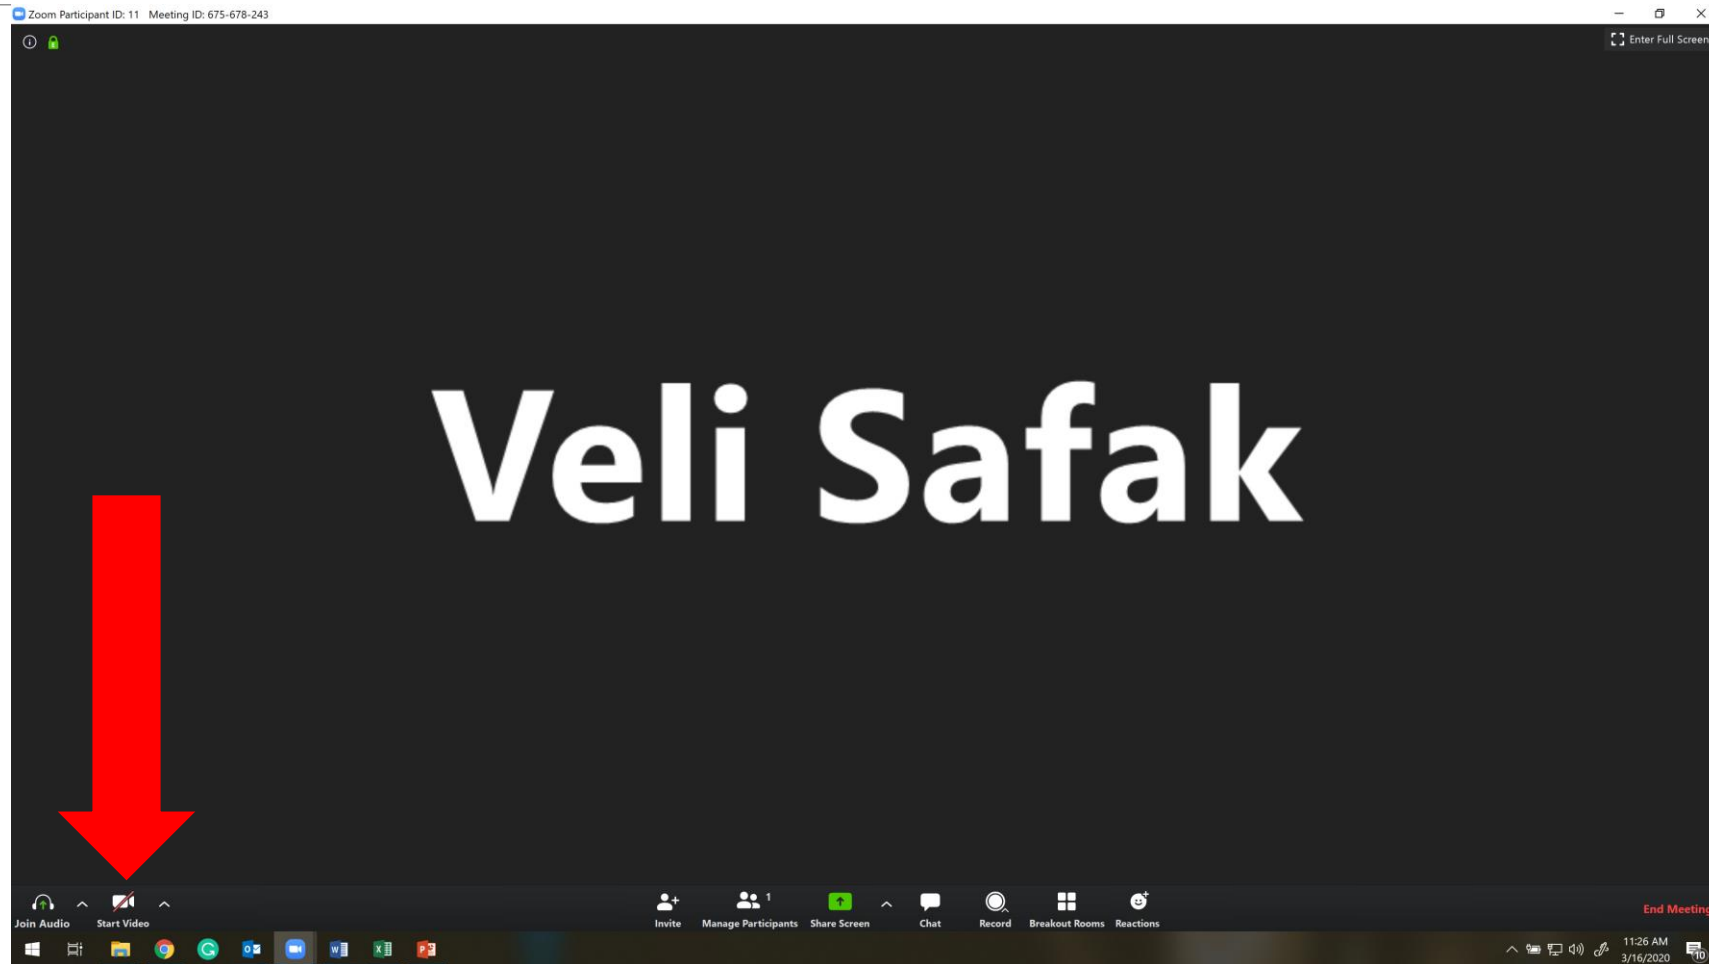 Zoom Participant ID: 11 Meeting ID: 675-678-243
Enter Full Screen
Veli Safak
1
Join Audio Start Video Invite Manage Participants Share Screen Chat Record Breakout Rooms Reactions End Meeting
11:26 AM
3/16/2020
10